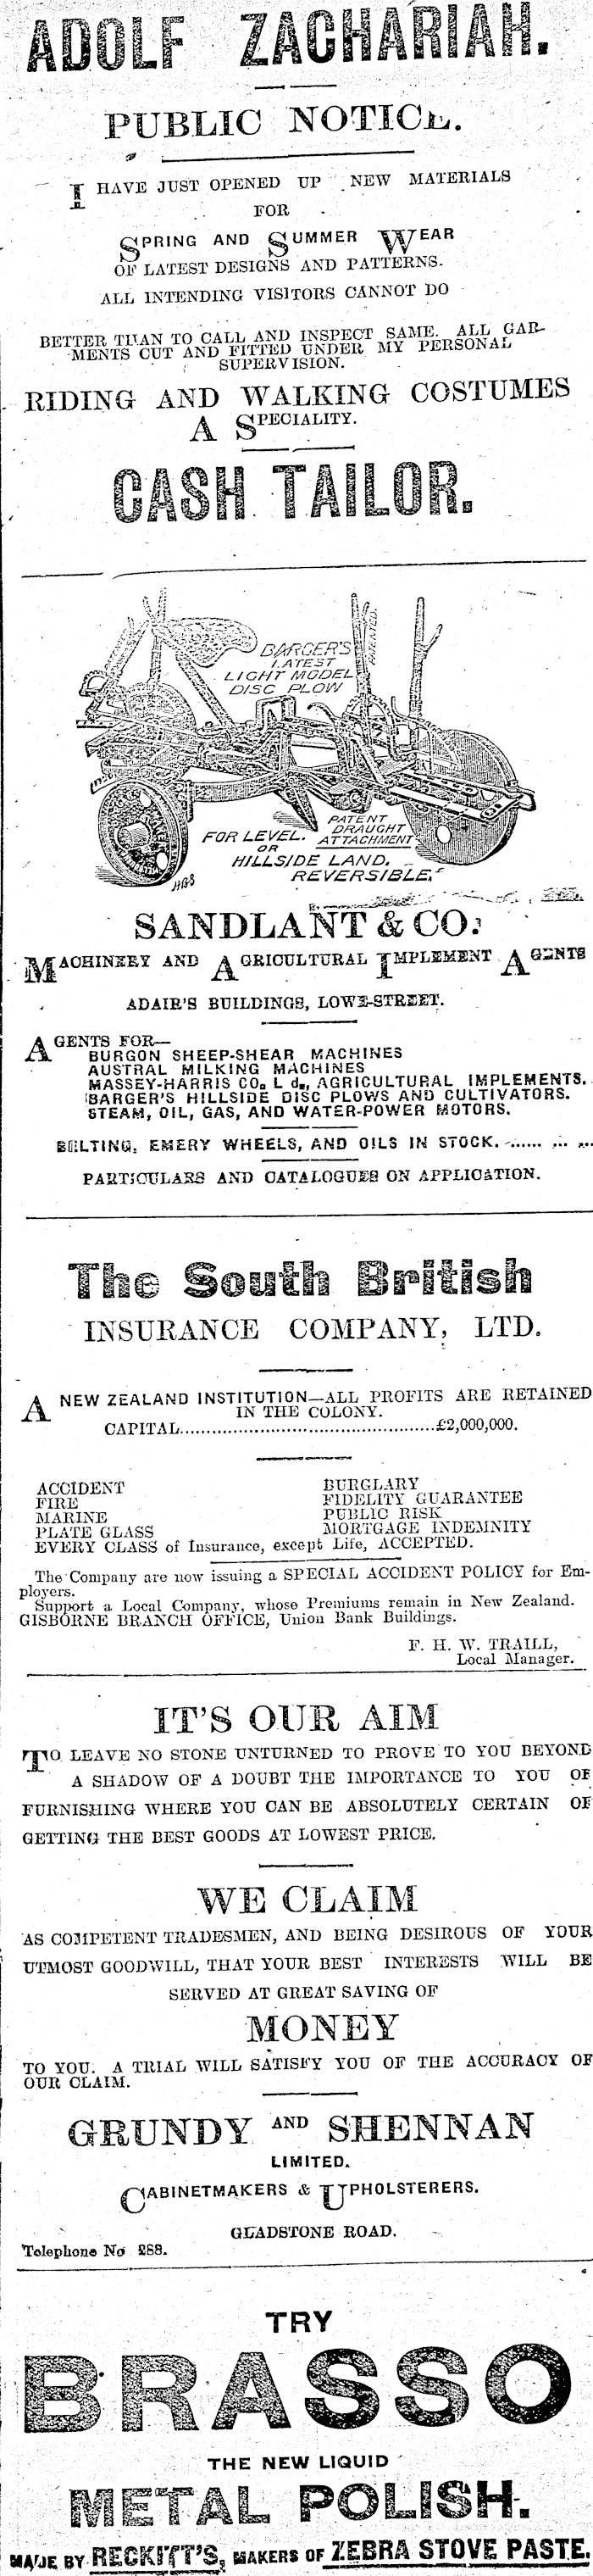 ADOLF ZACHARIAH.
PUBLIC NOTICE.
I HAVE JUST OPENED UP NEW MATERIALS
FOR
SPRING AND SUMMER WEAR
OF LATEST DESIGNS AND PATTERNS.
ALL INTENDING VISITORS CANNOT DO
BETTER THAN TO CALL AND INSPECT SAME. ALL GAR-
MENTS CUT AND FITTED UNDER MY PERSONAL
SUPERVISION.
RIDING AND WALKING COSTUMES
A SPECIALITY.
CASH TAILOR.
BARGER'S
LATEST
LIGHT MODEL
DISC PLOW
PATENTED
FOR LEVEL.
OR
HILLSIDE LAND.
REVERSIBLE.
PATENT
DRAUGHT
ATTACHMENT
HGS
SANDLANT & CO.
MACHINERY AND AGRICULTURAL IMPLEMENT AGENTS
ADAIR'S BUILDINGS, LOWE-STREET.
AGENTS FOR—
BURGON SHEEP-SHEAR MACHINES
AUSTRAL MILKING MACHINES
MASSEY-HARRIS CO. L d., AGRICULTURAL IMPLEMENTS.
BARGER'S HILLSIDE DISC PLOWS AND CULTIVATORS.
STEAM, OIL, GAS, AND WATER-POWER MOTORS.
BELTING, EMERY WHEELS, AND OILS IN STOCK. ...... ... ...
PARTICULARS AND CATALOGUES ON APPLICATION.
The South British
INSURANCE COMPANY, LTD.
A NEW ZEALAND INSTITUTION—ALL PROFITS ARE RETAINED
IN THE COLONY.
CAPITAL..............................................£2,000,000.
ACCIDENT BURGLARY
FIRE FIDELITY GUARANTEE
MARINE PUBLIC RISK
PLATE GLASS MORTGAGE INDEMNITY
EVERY CLASS of Insurance, except Life, ACCEPTED.
The Company are now issuing a SPECIAL ACCIDENT POLICY for Em-
ployers.
Support a Local Company, whose Premiums remain in New Zealand.
GISBORNE BRANCH OFFICE, Union Bank Buildings.
F. H. W. TRAILL,
Local Manager.
IT'S OUR AIM
TO LEAVE NO STONE UNTURNED TO PROVE TO YOU BEYOND
A SHADOW OF A DOUBT THE IMPORTANCE TO YOU OF
FURNISHING WHERE YOU CAN BE ABSOLUTELY CERTAIN OF
GETTING THE BEST GOODS AT LOWEST PRICE.
WE CLAIM
AS COMPETENT TRADESMEN, AND BEING DESIROUS OF YOUR
UTMOST GOODWILL, THAT YOUR BEST INTERESTS WILL BE
SERVED AT GREAT SAVING OF
MONEY
TO YOU. A TRIAL WILL SATISFY YOU OF THE ACCURACY OF
OUR CLAIM.
GRUNDY AND SHENNAN
LIMITED.
CABINETMAKERS & UPHOLSTERERS.
GLADSTONE ROAD.
Telephone No 288.
TRY
BRASSO
THE NEW LIQUID
METAL POLISH.
MADE BY RECKITT'S, MAKERS OF ZEBRA STOVE PASTE.